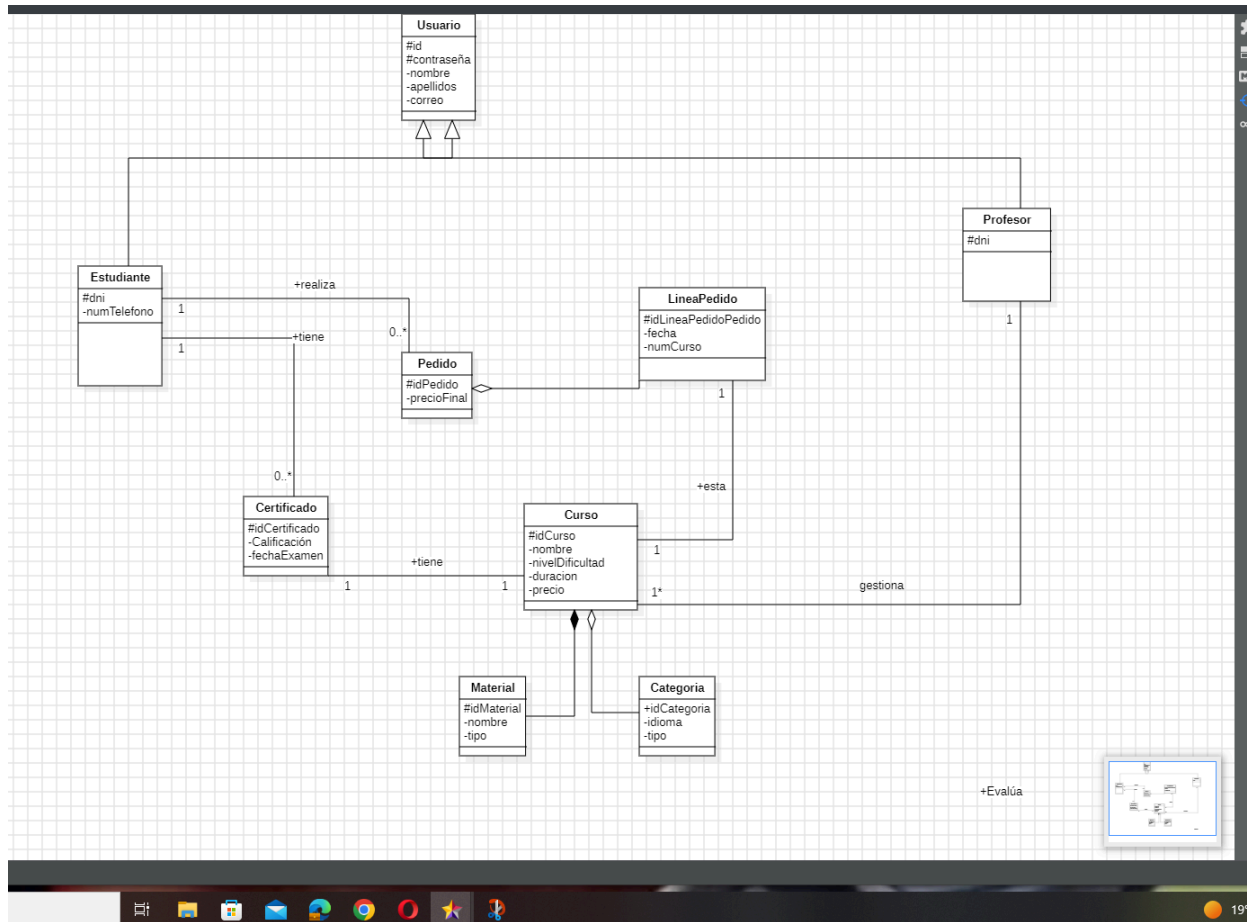 Usuario
#id
#contraseña
-nombre
-apellidos
-correo
Profesor
#dni
Estudiante
#dni
-numTelefono
+realiza
1
0..*
+tiene
1
0..*
LineaPedido
#idLineaPedidoPedido
-fecha
-numCurso
1
1
Pedido
#idPedido
-precioFinal
+esta
Certificado
#idCertificado
-Calificación
-fechaExamen
+tiene
1
1
Curso
#idCurso
-nombre
-nivelDificultad
-duracion
-precio
1
1*
gestiona
Material
#idMaterial
-nombre
-tipo
Categoria
+idCategoria
-idioma
-tipo
+Evalúa
19°